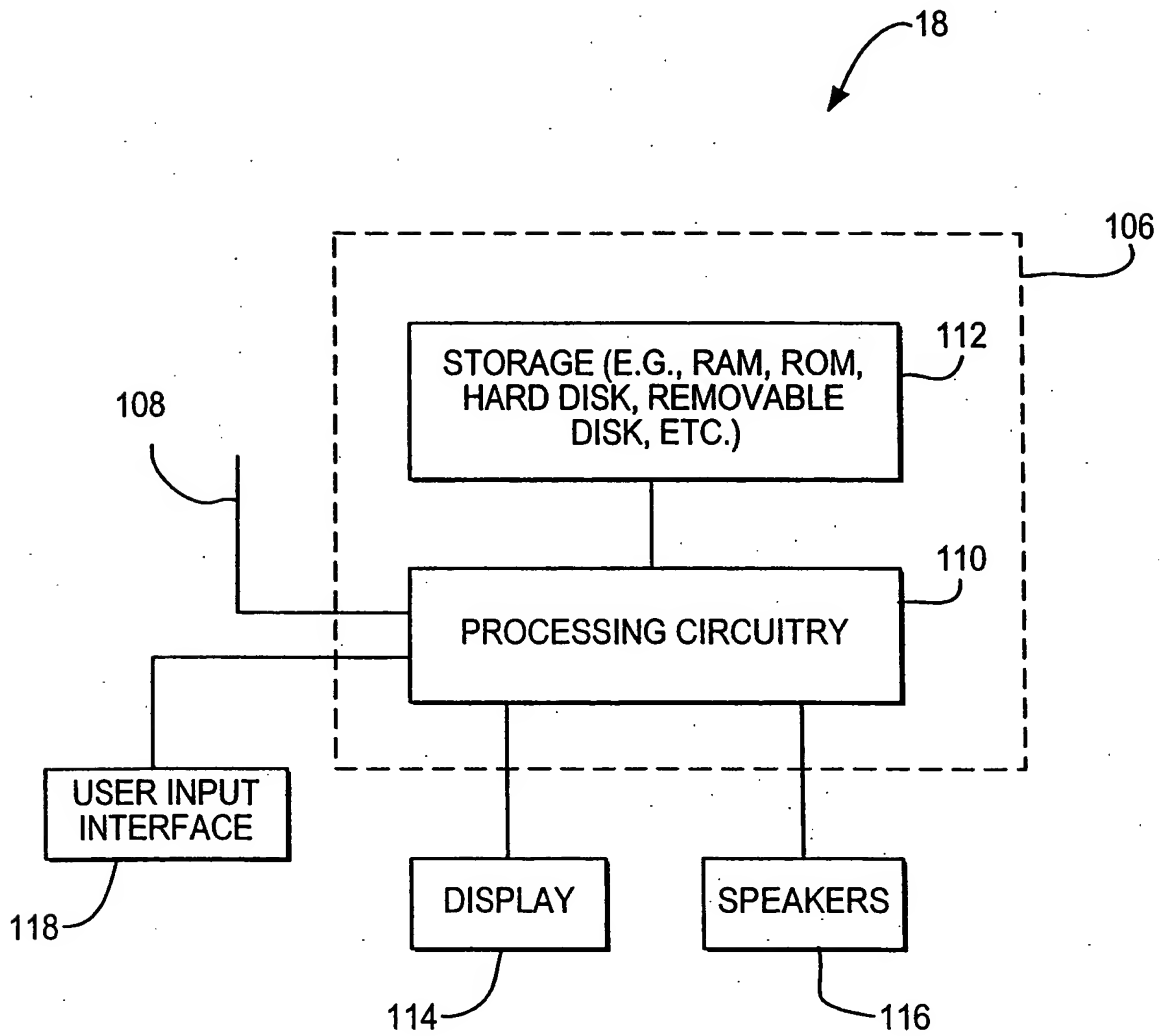 18
106
STORAGE (E.G., RAM, ROM,
HARD DISK, REMOVABLE
DISK, ETC.)
112
108
110
PROCESSING CIRCUITRY
USER INPUT
INTERFACE
118
DISPLAY
SPEAKERS
114
116